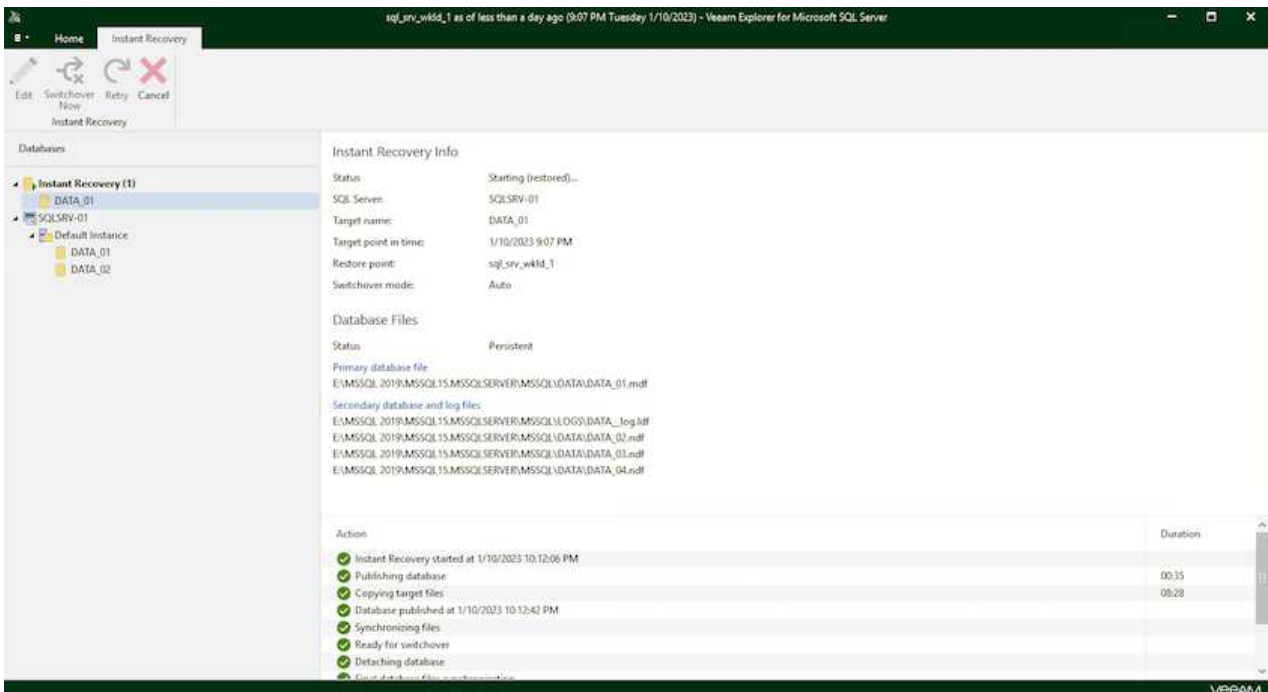 sql_srv_wkld_1 as of less than a day ago (9:07 PM Tuesday 1/10/2023) - Veeam Explorer for Microsoft SQL Server
Home Instant Recovery
Edit Switchover Now Retry Cancel
Instant Recovery
Databases
Instant Recovery (1)
DATA_01
SQLSRV-01
Default Instance
DATA_01
DATA_02
Instant Recovery Info
Status: Starting (restored)...
SQL Server: SQLSRV-01
Target name: DATA_01
Target point in time: 1/10/2023 9:07 PM
Restore point: sql_srv_wkld_1
Switchover mode: Auto
Database Files
Status Persistent
Primary database file
E:\MSSQL 2019\MSSQL15.MSSQLSERVER\MSSQL\DATA\DATA_01.mdf
Secondary database and log files
E:\MSSQL 2019\MSSQL15.MSSQLSERVER\MSSQL\LOGS\DATA__log.ldf
E:\MSSQL 2019\MSSQL15.MSSQLSERVER\MSSQL\DATA\DATA_02.ndf
E:\MSSQL 2019\MSSQL15.MSSQLSERVER\MSSQL\DATA\DATA_03.ndf
E:\MSSQL 2019\MSSQL15.MSSQLSERVER\MSSQL\DATA\DATA_04.ndf
Action Duration
Instant Recovery started at 1/10/2023 10:12:06 PM
Publishing database 00:35
Copying target files 08:28
Database published at 1/10/2023 10:12:42 PM
Synchronizing files
Ready for switchover
Detaching database
Final database files synchronization
VEEAM